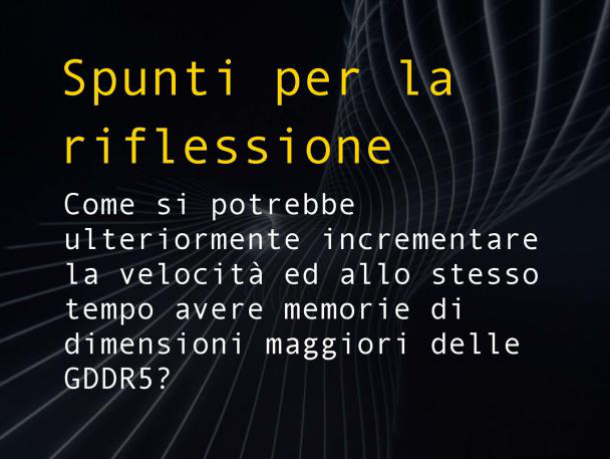 Spunti per la
riflessione
Come si potrebbe
ulteriormente incrementare
la velocità ed allo stesso
tempo avere memorie di
dimensioni maggiori delle
GDDR5?